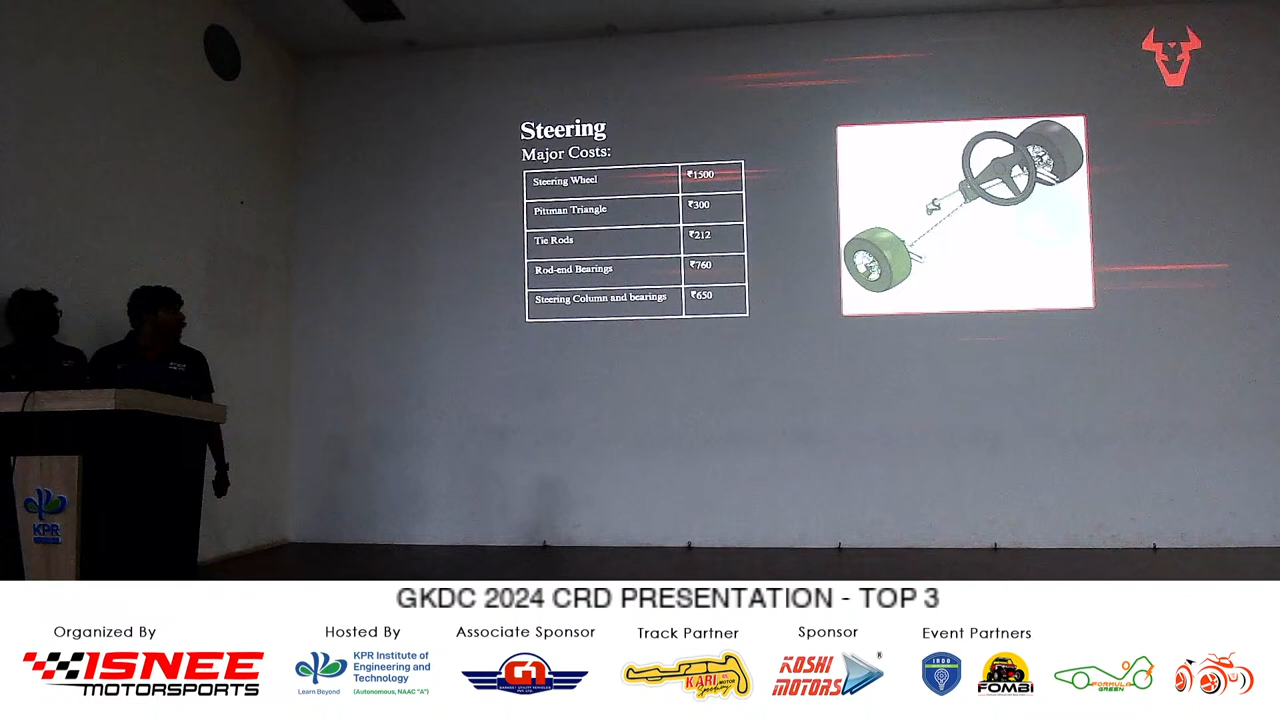 Steering
Major Costs:
Steering Wheel ₹1500
Pittman Triangle ₹300
Tie Rods ₹212
Rod-end Bearings ₹760
Steering Column and bearings ₹650
KPR
GKDC 2024 CRD PRESENTATION - TOP 3
Organized By
ISNEE
MOTORSPORTS
Hosted By
KPR Institute of
Engineering and
Technology
Learn Beyond
(Autonomous, NAAC "A")
Associate Sponsor
G1
Track Partner
KARI
MOTOR
Speedway
Sponsor
KOSHI
MOTORS
®
Event Partners
FOMBI
FORMULA
GREEN